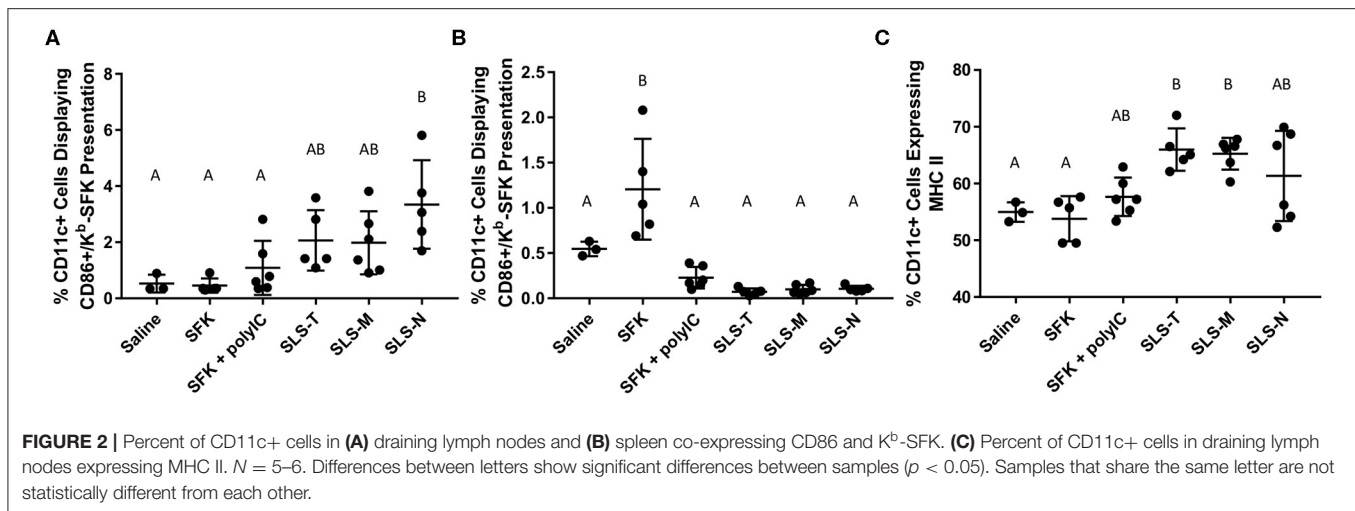 A
% CD11c+ Cells Displaying
CD86+/Kᵇ-SFK Presentation
8
6
4
2
0
A
A
A
AB
AB
B
Saline
SFK
SFK + polyIC
SLS-T
SLS-M
SLS-N
B
% CD11c+ Cells Displaying
CD86+/Kᵇ-SFK Presentation
2.5
2.0
1.5
1.0
0.5
0.0
A
B
A
A
A
A
Saline
SFK
SFK + polyIC
SLS-T
SLS-M
SLS-N
C
% CD11c+ Cells Expressing
MHC II
80
70
60
50
40
A
A
AB
B
B
AB
Saline
SFK
SFK + polyIC
SLS-T
SLS-M
SLS-N
FIGURE 2 | Percent of CD11c+ cells in (A) draining lymph nodes and (B) spleen co-expressing CD86 and Kᵇ-SFK. (C) Percent of CD11c+ cells in draining lymph
nodes expressing MHC II. N = 5–6. Differences between letters show significant differences between samples (p < 0.05). Samples that share the same letter are not
statistically different from each other.